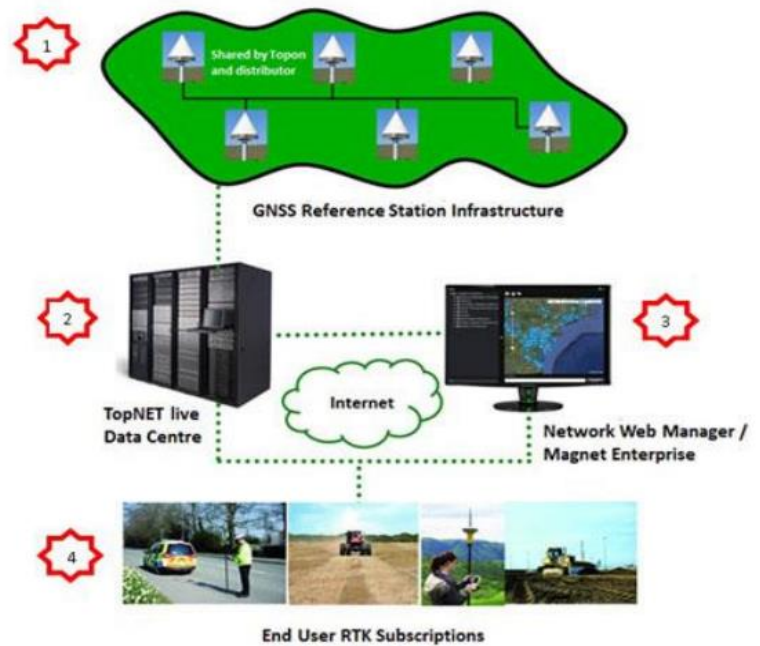 1
Shared by Topon
and distributor
GNSS Reference Station Infrastructure
2
3
TopNET live
Data Centre
Internet
Network Web Manager /
Magnet Enterprise
4
End User RTK Subscriptions